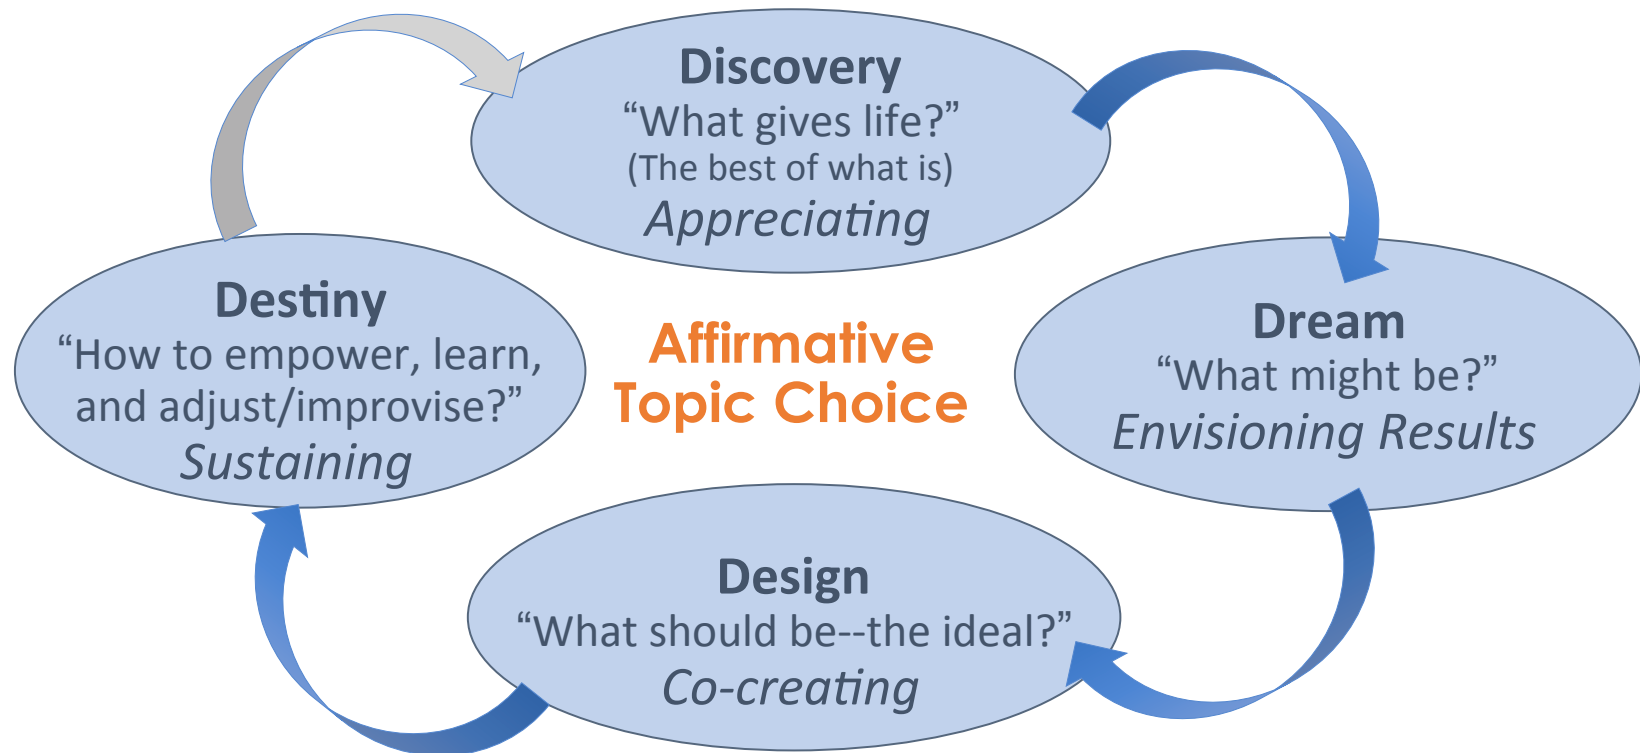 Discovery
“What gives life?”
(The best of what is)
Appreciating
Dream
“What might be?”
Envisioning Results
Design
“What should be--the ideal?”
Co-creating
Destiny
“How to empower, learn,
and adjust/improvise?”
Sustaining
Affirmative
Topic Choice